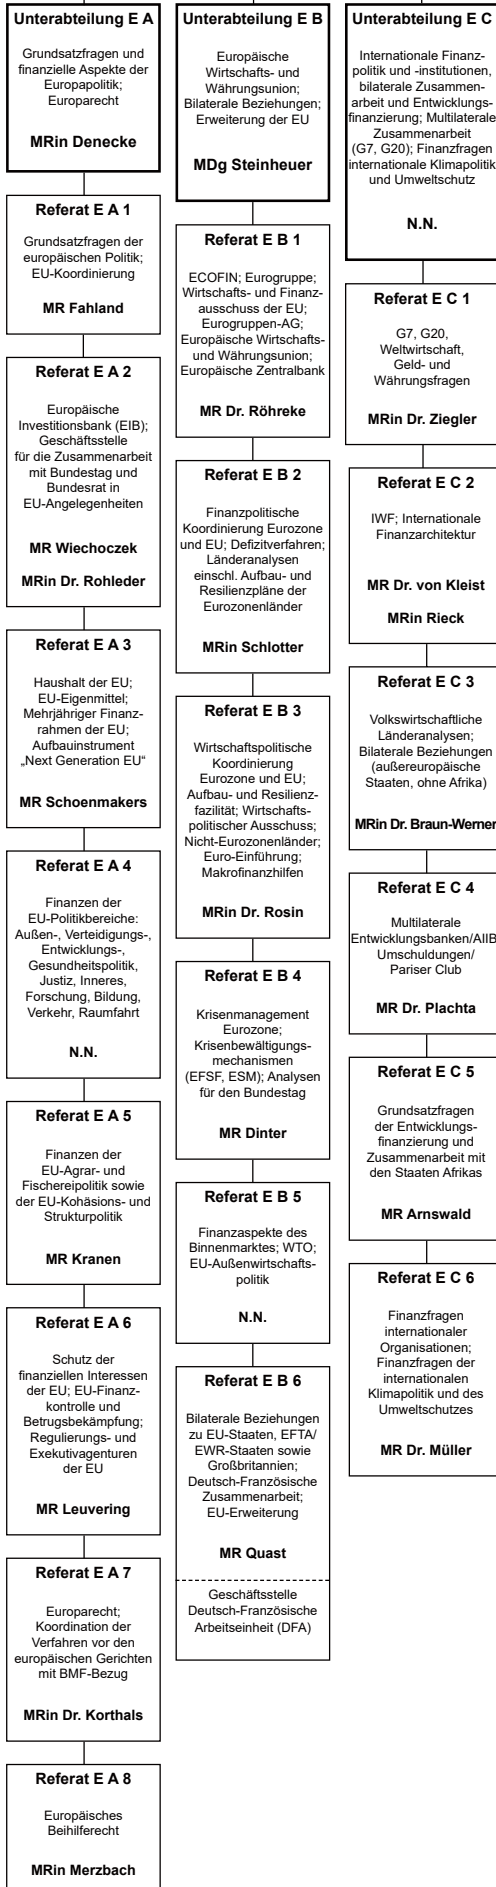 Unterabteilung E A
Grundsatzfragen und
finanzielle Aspekte der
Europapolitik;
Europarecht
MRin Denecke
Referat E A 1
Grundsatzfragen der
europäischen Politik;
EU-Koordinierung
MR Fahland
Referat E A 2
Europäische
Investitionsbank (EIB);
Geschäftsstelle
für die Zusammenarbeit
mit Bundestag und
Bundesrat in
EU-Angelegenheiten
MR Wiechoczek
MRin Dr. Rohleder
Referat E A 3
Haushalt der EU;
EU-Eigenmittel;
Mehrjähriger Finanz-
rahmen der EU;
Aufbauinstrument
„Next Generation EU“
MR Schoenmakers
Referat E A 4
Finanzen der
EU-Politikbereiche:
Außen-, Verteidigungs-,
Entwicklungs-,
Gesundheitspolitik,
Justiz, Inneres,
Forschung, Bildung,
Verkehr, Raumfahrt
N.N.
Referat E A 5
Finanzen der
EU-Agrar- und
Fischereipolitik sowie
der EU-Kohäsions- und
Strukturpolitik
MR Kranen
Referat E A 6
Schutz der
finanziellen Interessen
der EU; EU-Finanz-
kontrolle und
Betrugsbekämpfung;
Regulierungs- und
Exekutivagenturen
der EU
MR Leuvering
Referat E A 7
Europarecht;
Koordination der
Verfahren vor den
europäischen Gerichten
mit BMF-Bezug
MRin Dr. Korthals
Referat E A 8
Europäisches
Beihilferecht
MRin Merzbach
Unterabteilung E B
Europäische
Wirtschafts- und
Währungsunion;
Bilaterale Beziehungen;
Erweiterung der EU
MDg Steinheuer
Referat E B 1
ECOFIN; Eurogruppe;
Wirtschafts- und Finanz-
ausschuss der EU;
Eurogruppen-AG;
Europäische Wirtschafts-
und Währungsunion;
Europäische Zentralbank
MR Dr. Röhreke
Referat E B 2
Finanzpolitische
Koordinierung Eurozone
und EU; Defizitverfahren;
Länderanalysen
einschl. Aufbau- und
Resilienzpläne der
Eurozonenländer
MRin Schlotter
Referat E B 3
Wirtschaftspolitische
Koordinierung
Eurozone und EU;
Aufbau- und Resilienz-
fazilität; Wirtschafts-
politischer Ausschuss;
Nicht-Eurozonenländer;
Euro-Einführung;
Makrofinanzhilfen
MRin Dr. Rosin
Referat E B 4
Krisenmanagement
Eurozone;
Krisenbewältigungs-
mechanismen
(EFSF, ESM); Analysen
für den Bundestag
MR Dinter
Referat E B 5
Finanzaspekte des
Binnenmarktes; WTO;
EU-Außenwirtschafts-
politik
N.N.
Referat E B 6
Bilaterale Beziehungen
zu EU-Staaten, EFTA/
EWR-Staaten sowie
Großbritannien;
Deutsch-Französische
Zusammenarbeit;
EU-Erweiterung
MR Quast
Geschäftsstelle
Deutsch-Französische
Arbeitseinheit (DFA)
Unterabteilung E C
Internationale Finanz-
politik und -institutionen,
bilaterale Zusammen-
arbeit und Entwicklungs-
finanzierung; Multilaterale
Zusammenarbeit
(G7, G20); Finanzfragen
internationale Klimapolitik
und Umweltschutz
N.N.
Referat E C 1
G7, G20,
Weltwirtschaft,
Geld- und
Währungsfragen
MRin Dr. Ziegler
Referat E C 2
IWF; Internationale
Finanzarchitektur
MR Dr. von Kleist
MRin Rieck
Referat E C 3
Volkswirtschaftliche
Länderanalysen;
Bilaterale Beziehungen
(außereuropäische
Staaten, ohne Afrika)
MRin Dr. Braun-Werner
Referat E C 4
Multilaterale
Entwicklungsbanken/AIIB
Umschuldungen/
Pariser Club
MR Dr. Plachta
Referat E C 5
Grundsatzfragen
der Entwicklungs-
finanzierung und
Zusammenarbeit mit
den Staaten Afrikas
MR Arnswald
Referat E C 6
Finanzfragen
internationaler
Organisationen;
Finanzfragen der
internationalen
Klimapolitik und des
Umweltschutzes
MR Dr. Müller